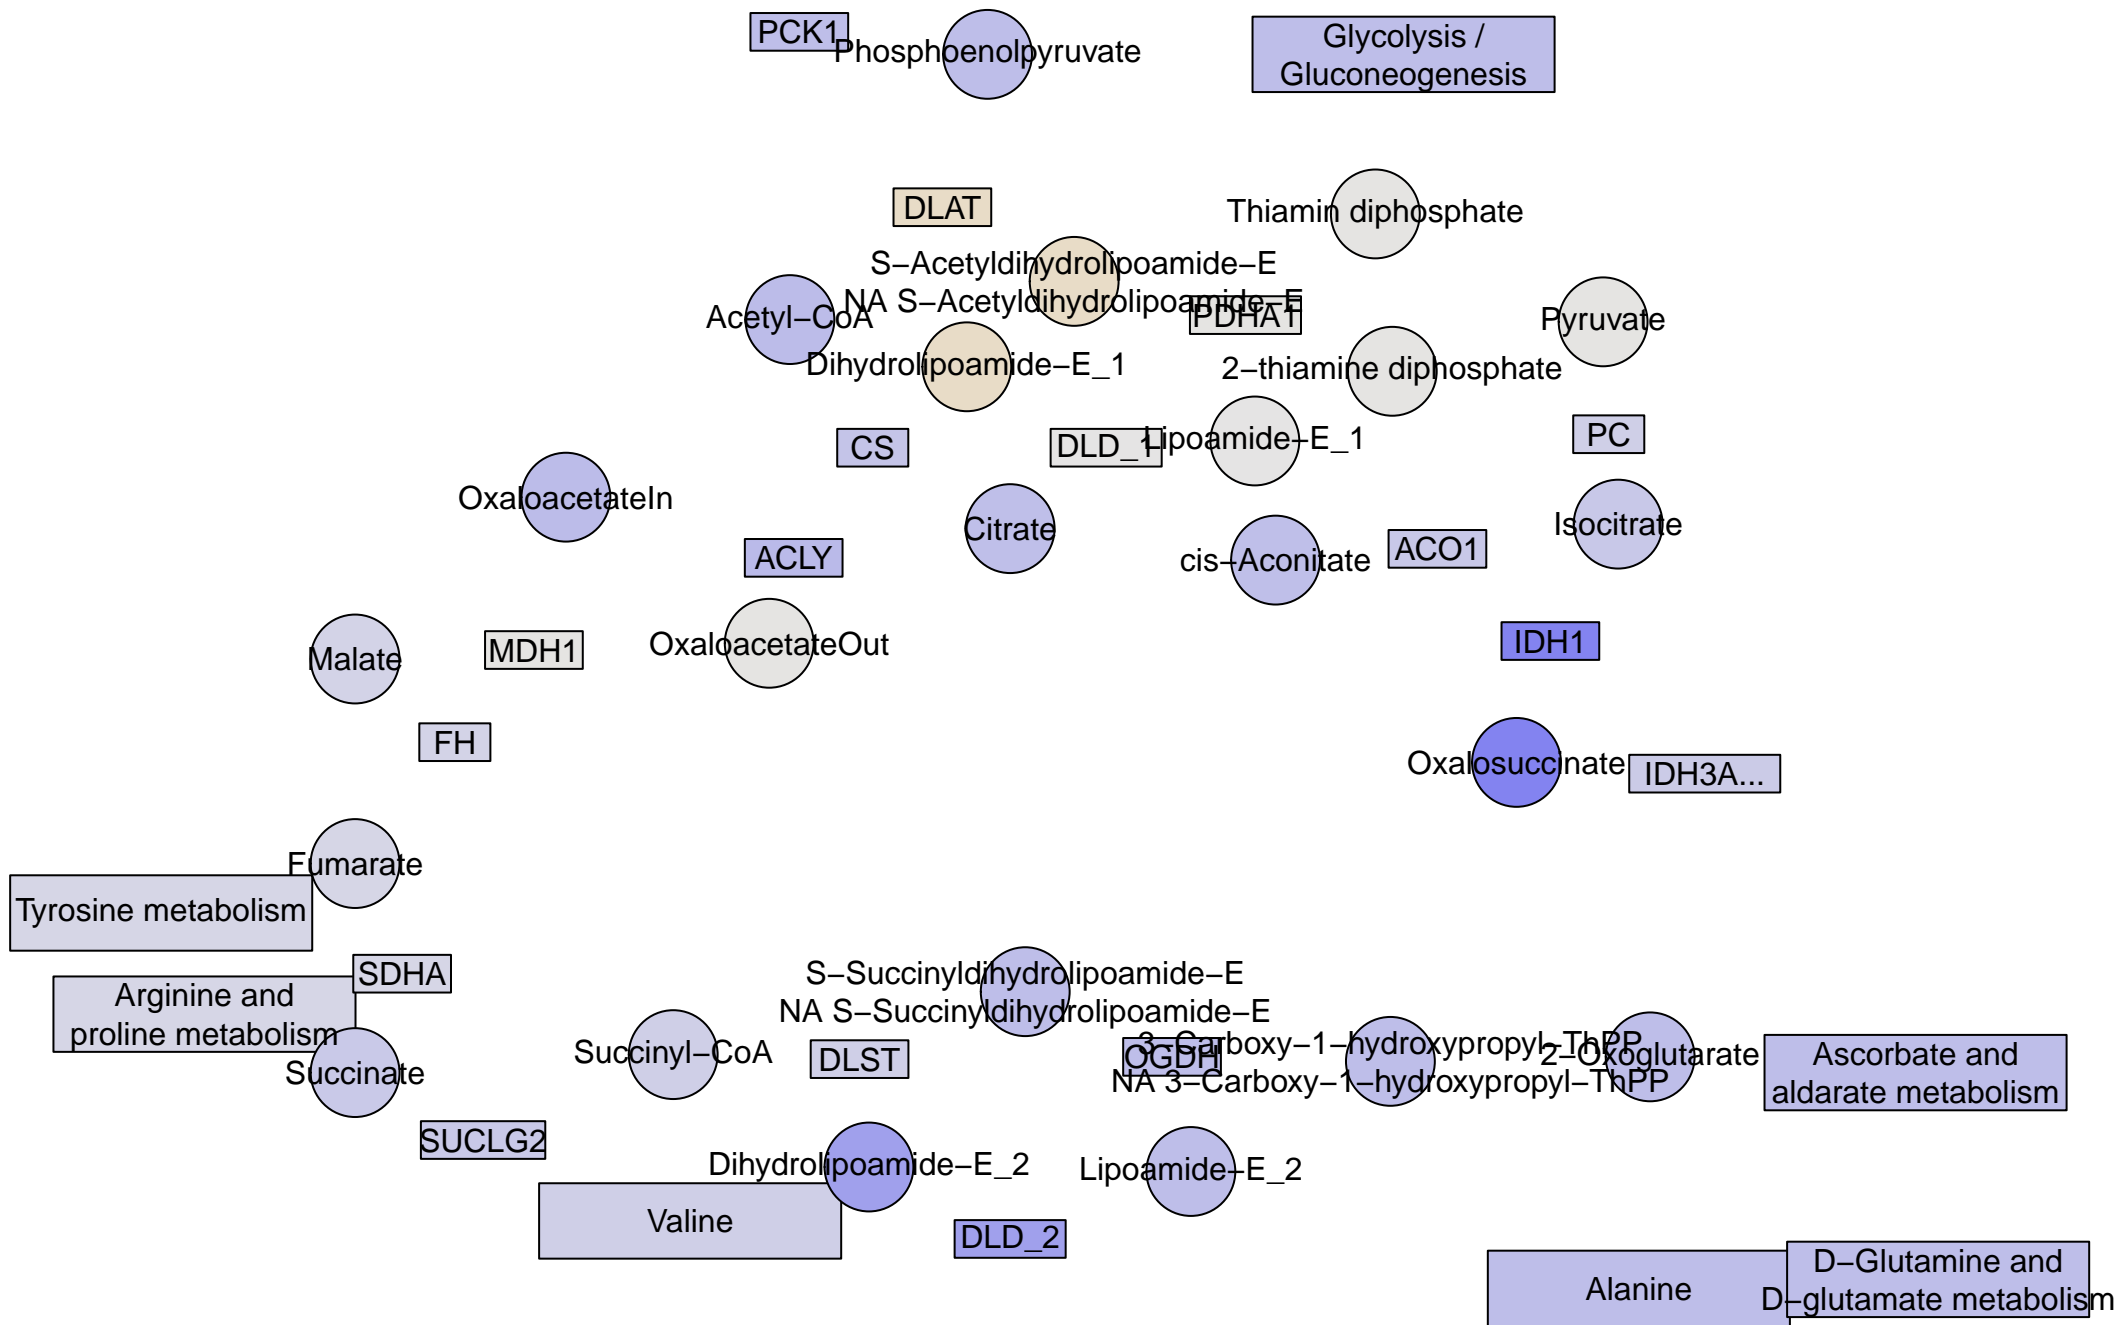 PCK1
Phosphoenolpyruvate
Glycolysis /
Gluconeogenesis
DLAT
Thiamin diphosphate
S−Acetyldihydrolipoamide−E
NA S−Acetyldihydrolipoamide−E
Acetyl−CoA
PDHA1
Pyruvate
Dihydrolipoamide−E_1
2−thiamine diphosphate
CS
DLD_1
Lipoamide−E_1
PC
OxaloacetateIn
Citrate
Isocitrate
ACLY
cis−Aconitate
ACO1
Malate
MDH1
OxaloacetateOut
IDH1
FH
Oxalosuccinate
IDH3A...
Fumarate
Tyrosine metabolism
SDHA
Arginine and
proline metabolism
S−Succinyldihydrolipoamide−E
NA S−Succinyldihydrolipoamide−E
Succinate
Succinyl−CoA
DLST
OGDH
3−Carboxy−1−hydroxypropyl−ThPP
NA 3−Carboxy−1−hydroxypropyl−ThPP
2−Oxoglutarate
Ascorbate and
aldarate metabolism
SUCLG2
Dihydrolipoamide−E_2
Lipoamide−E_2
Valine
DLD_2
Alanine
D−Glutamine and
D−glutamate metabolism